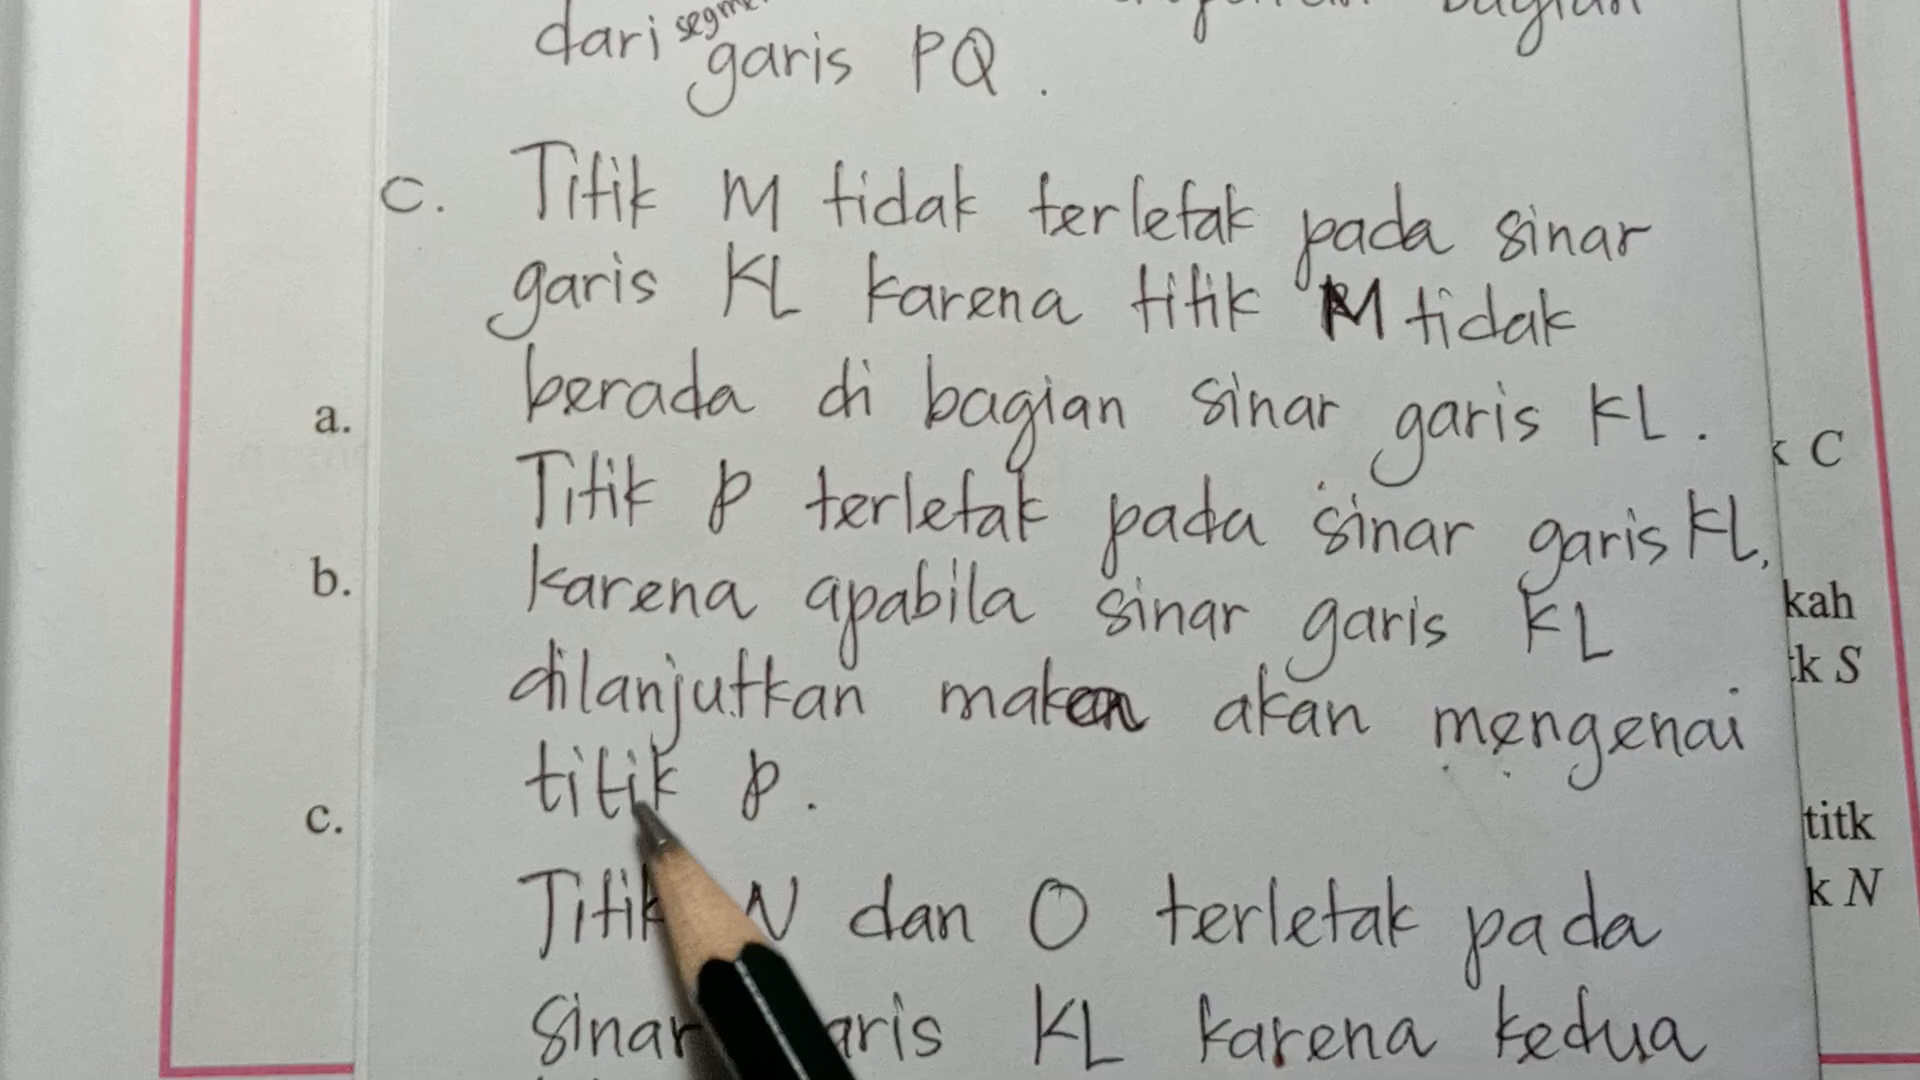 dari garis PQ.
bagian
c. Titik M tidak terletak pada sinar
garis KL karena titik M tidak
berada di bagian sinar garis KL.
Titik P terletak pada sinar garis KL,
karena apabila sinar garis KL
dilanjutkan maka akan mengenai
titik P.
Titik N dan O terletak pada
sinar garis KL karena kedua
a.
b.
c.
C
kah
k S
titk
k N